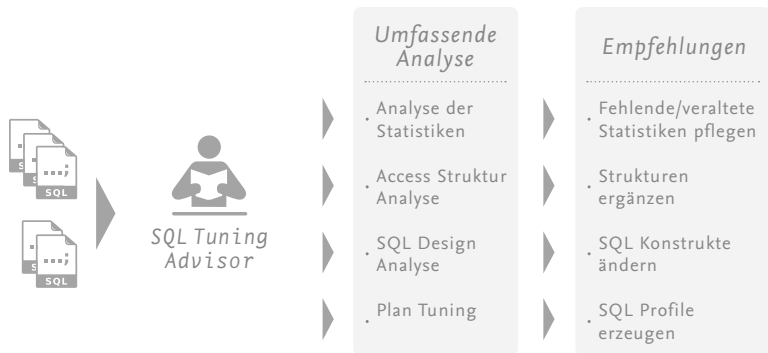 Umfassende
Analyse
Empfehlungen
· Analyse der
Statistiken
· Fehlende/veraltete
Statistiken pflegen
...;
SQL
...;
SQL
SQL Tuning
Advisor
· Access Struktur
Analyse
· Strukturen
ergänzen
· SQL Design
Analyse
· SQL Konstrukte
ändern
· Plan Tuning
· SQL Profile
erzeugen